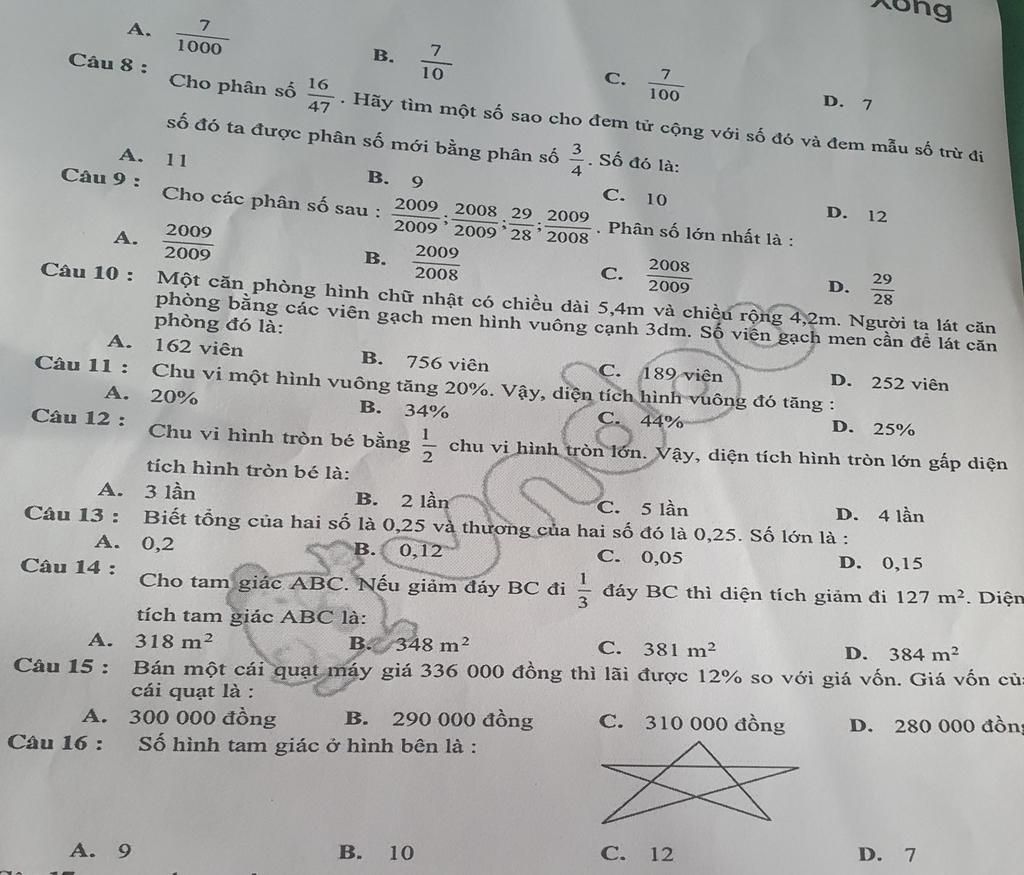 Xong
A. 7/1000 B. 7/10 C. 7/100 D. 7
Câu 8 : Cho phân số 16/47 . Hãy tìm một số sao cho đem tử cộng với số đó và đem mẫu số trừ đi
số đó ta được phân số mới bằng phân số 3/4 . Số đó là:
A. 11 B. 9 C. 10 D. 12
Câu 9 : Cho các phân số sau : 2009/2009 ; 2008/2009 ; 29/28 ; 2009/2008 . Phân số lớn nhất là :
A. 2009/2009 B. 2009/2008 C. 2008/2009 D. 29/28
Câu 10 : Một căn phòng hình chữ nhật có chiều dài 5,4m và chiều rộng 4,2m. Người ta lát căn
phòng bằng các viên gạch men hình vuông cạnh 3dm. Số viên gạch men cần để lát căn
phòng đó là:
A. 162 viên B. 756 viên C. 189 viên D. 252 viên
Câu 11 : Chu vi một hình vuông tăng 20%. Vậy, diện tích hình vuông đó tăng :
A. 20% B. 34% C. 44% D. 25%
Câu 12 : Chu vi hình tròn bé bằng 1/2 chu vi hình tròn lớn. Vậy, diện tích hình tròn lớn gấp diện
tích hình tròn bé là:
A. 3 lần B. 2 lần C. 5 lần D. 4 lần
Câu 13 : Biết tổng của hai số là 0,25 và thương của hai số đó là 0,25. Số lớn là :
A. 0,2 B. 0,12 C. 0,05 D. 0,15
Câu 14 : Cho tam giác ABC. Nếu giảm đáy BC đi 1/3 đáy BC thì diện tích giảm đi 127 m². Diện
tích tam giác ABC là:
A. 318 m² B. 348 m² C. 381 m² D. 384 m²
Câu 15 : Bán một cái quạt máy giá 336 000 đồng thì lãi được 12% so với giá vốn. Giá vốn của
cái quạt là :
A. 300 000 đồng B. 290 000 đồng C. 310 000 đồng D. 280 000 đồng
Câu 16 : Số hình tam giác ở hình bên là :
A. 9 B. 10 C. 12 D. 7